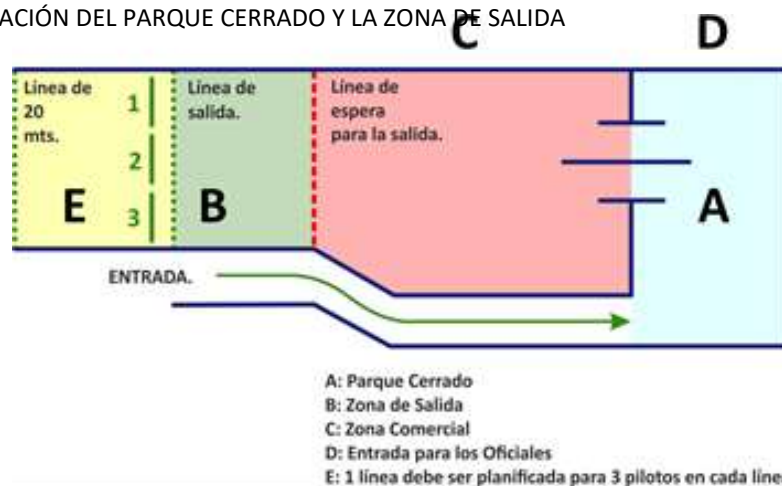 ACIÓN DEL PARQUE CERRADO Y LA ZONA DE SALIDA
C
D
Línea de
20
mts.
1
2
3
E
Línea de
salida.
B
Línea de
espera
para la salida.
A
ENTRADA.
A: Parque Cerrado
B: Zona de Salida
C: Zona Comercial
D: Entrada para los Oficiales
E: 1 línea debe ser planificada para 3 pilotos en cada líne